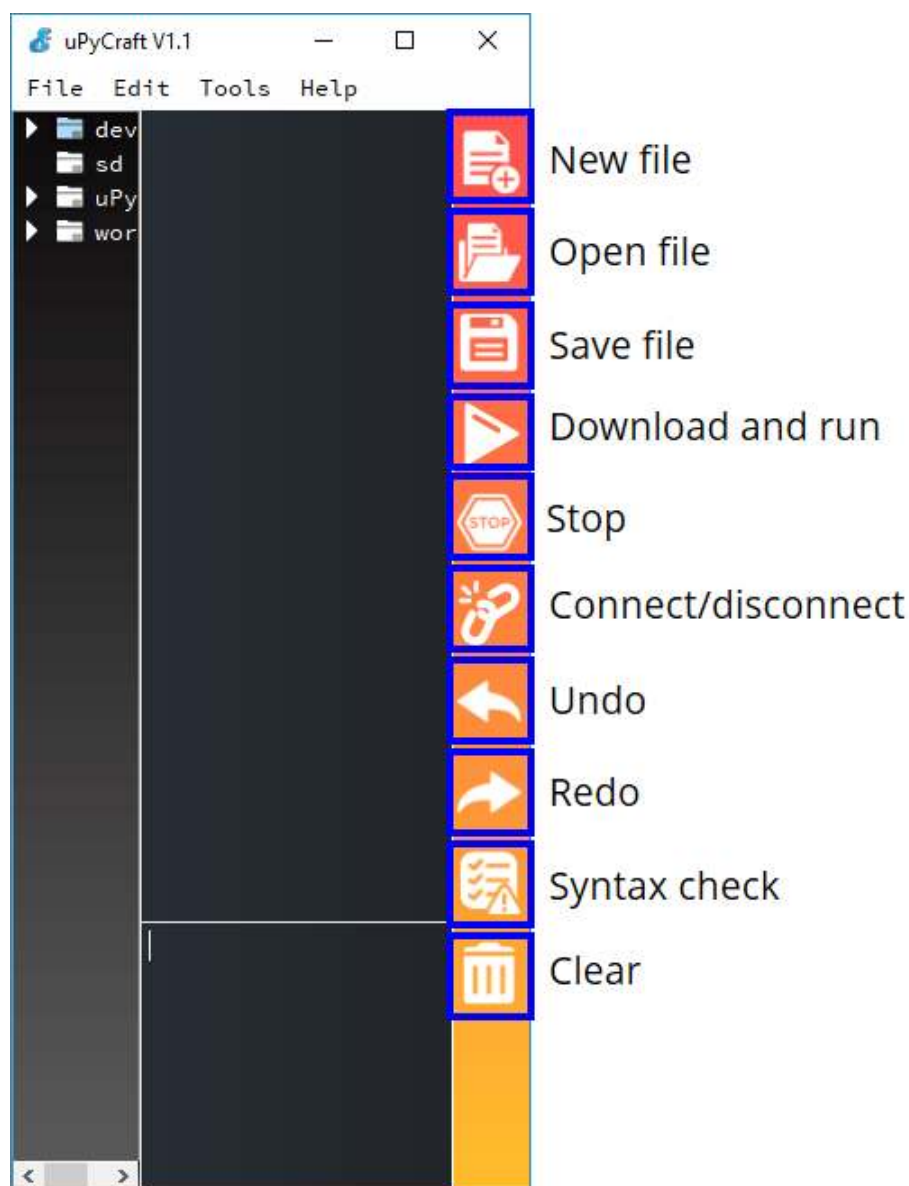 uPyCraft V1.1
File Edit Tools Help
dev
sd
uPy
wor
New file
Open file
Save file
Download and run
STOP
Stop
Connect/disconnect
Undo
Redo
Syntax check
Clear